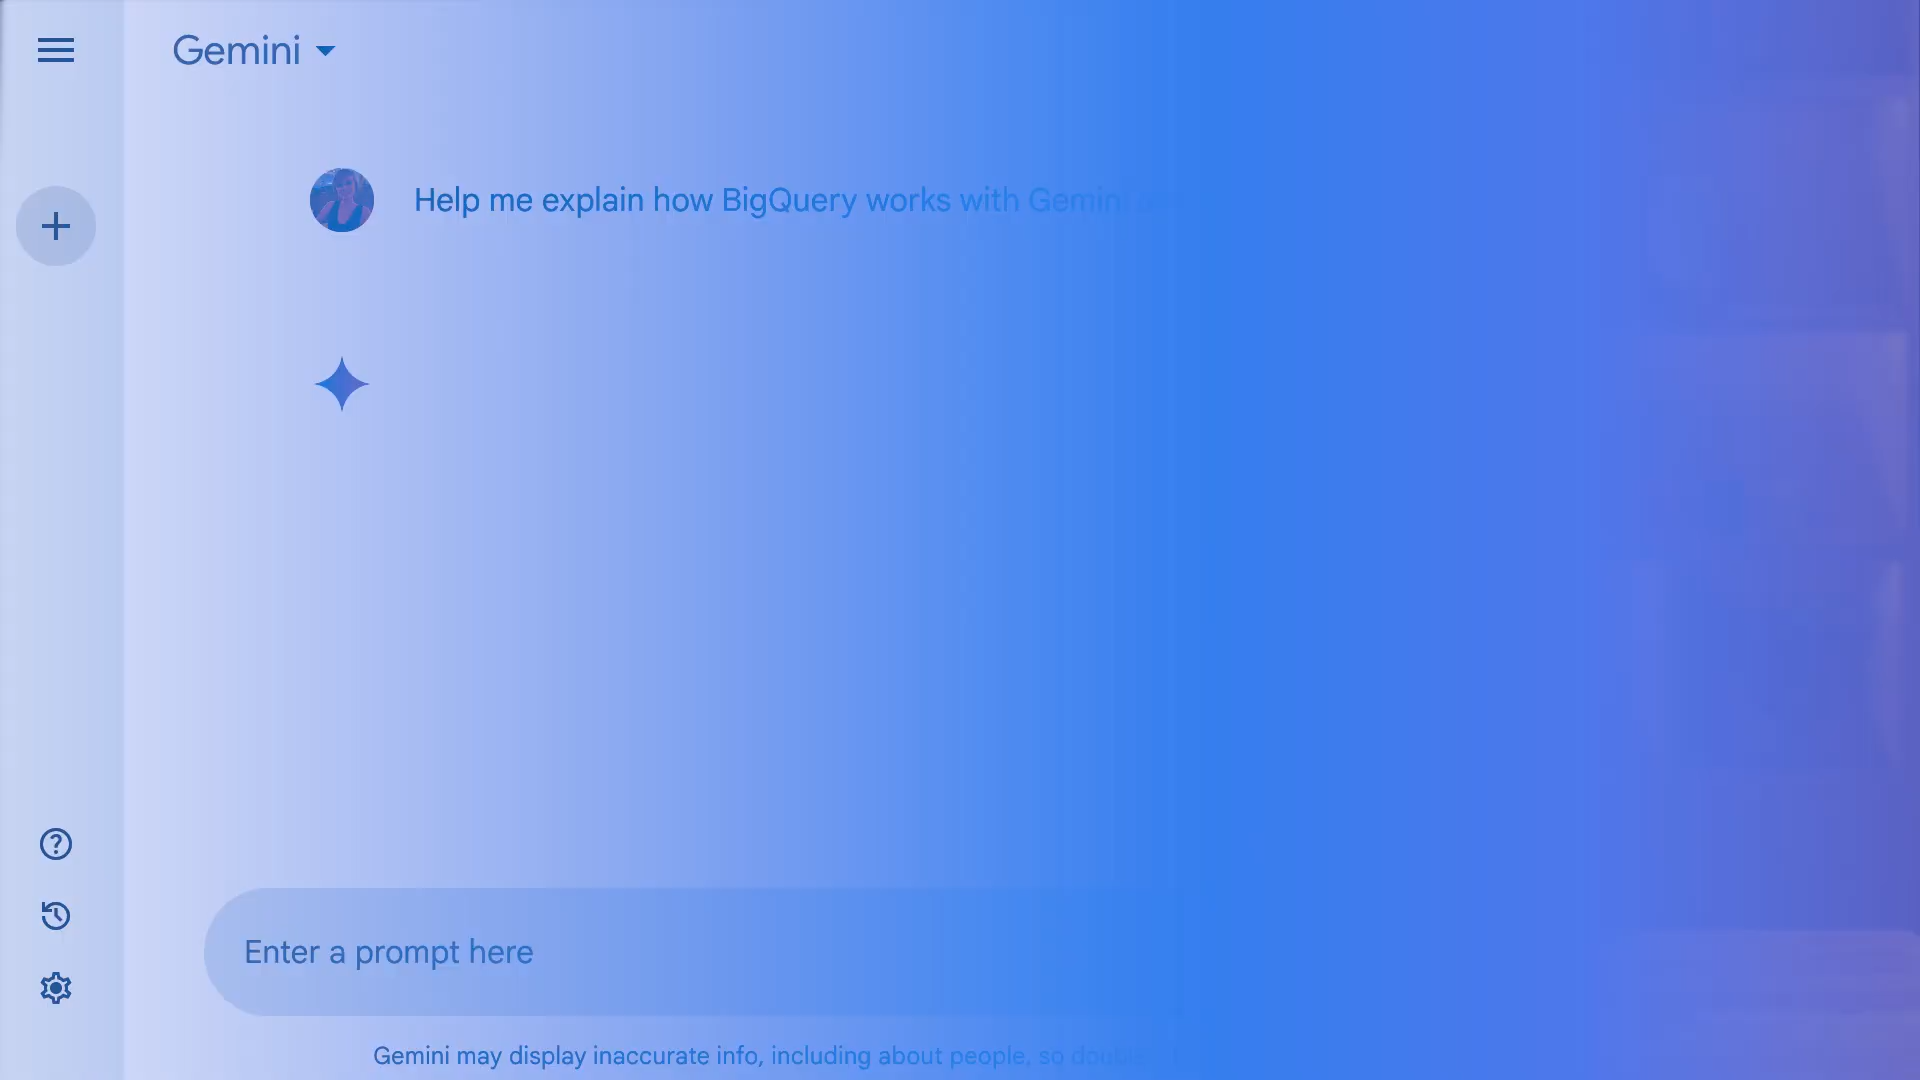 Gemini
Help me explain how BigQuery works with Gemini
Enter a prompt here
Gemini may display inaccurate info, including about people, so